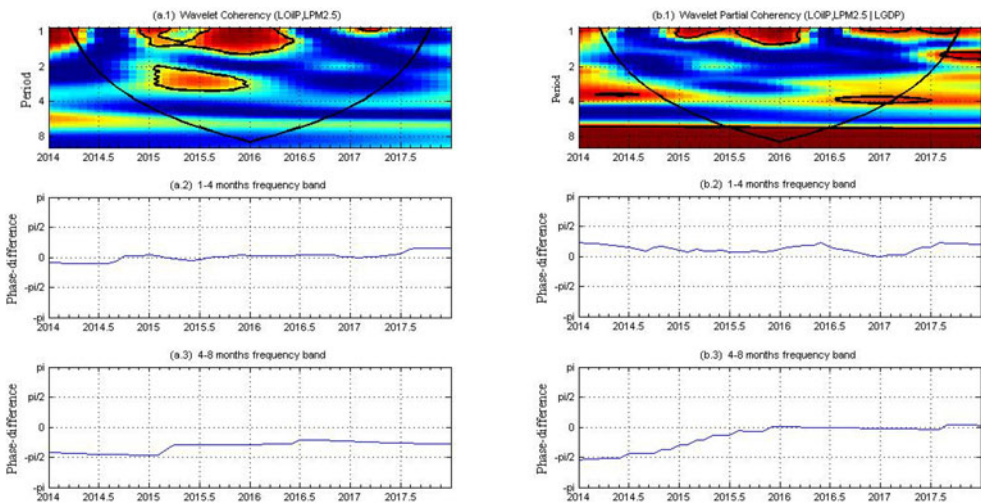 (a.1) Wavelet Coherency (LOilP,LPM2.5)
Period
1
2
4
8
2014 2014.5 2015 2015.5 2016 2016.5 2017 2017.5
(b.1) Wavelet Partial Coherency (LOilP,LPM2.5 | LGDP)
Period
1
2
4
8
2014 2014.5 2015 2015.5 2016 2016.5 2017 2017.5
(a.2) 1-4 months frequency band
Phase-difference
pi
pi/2
0
-pi/2
-pi
2014 2014.5 2015 2015.5 2016 2016.5 2017 2017.5
(b.2) 1-4 months frequency band
Phase-difference
pi
pi/2
0
-pi/2
-pi
2014 2014.5 2015 2015.5 2016 2016.5 2017 2017.5
(a.3) 4-8 months frequency band
Phase-difference
pi
pi/2
0
-pi/2
-pi
2014 2014.5 2015 2015.5 2016 2016.5 2017 2017.5
(b.3) 4-8 months frequency band
Phase-difference
pi
pi/2
0
-pi/2
-pi
2014 2014.5 2015 2015.5 2016 2016.5 2017 2017.5